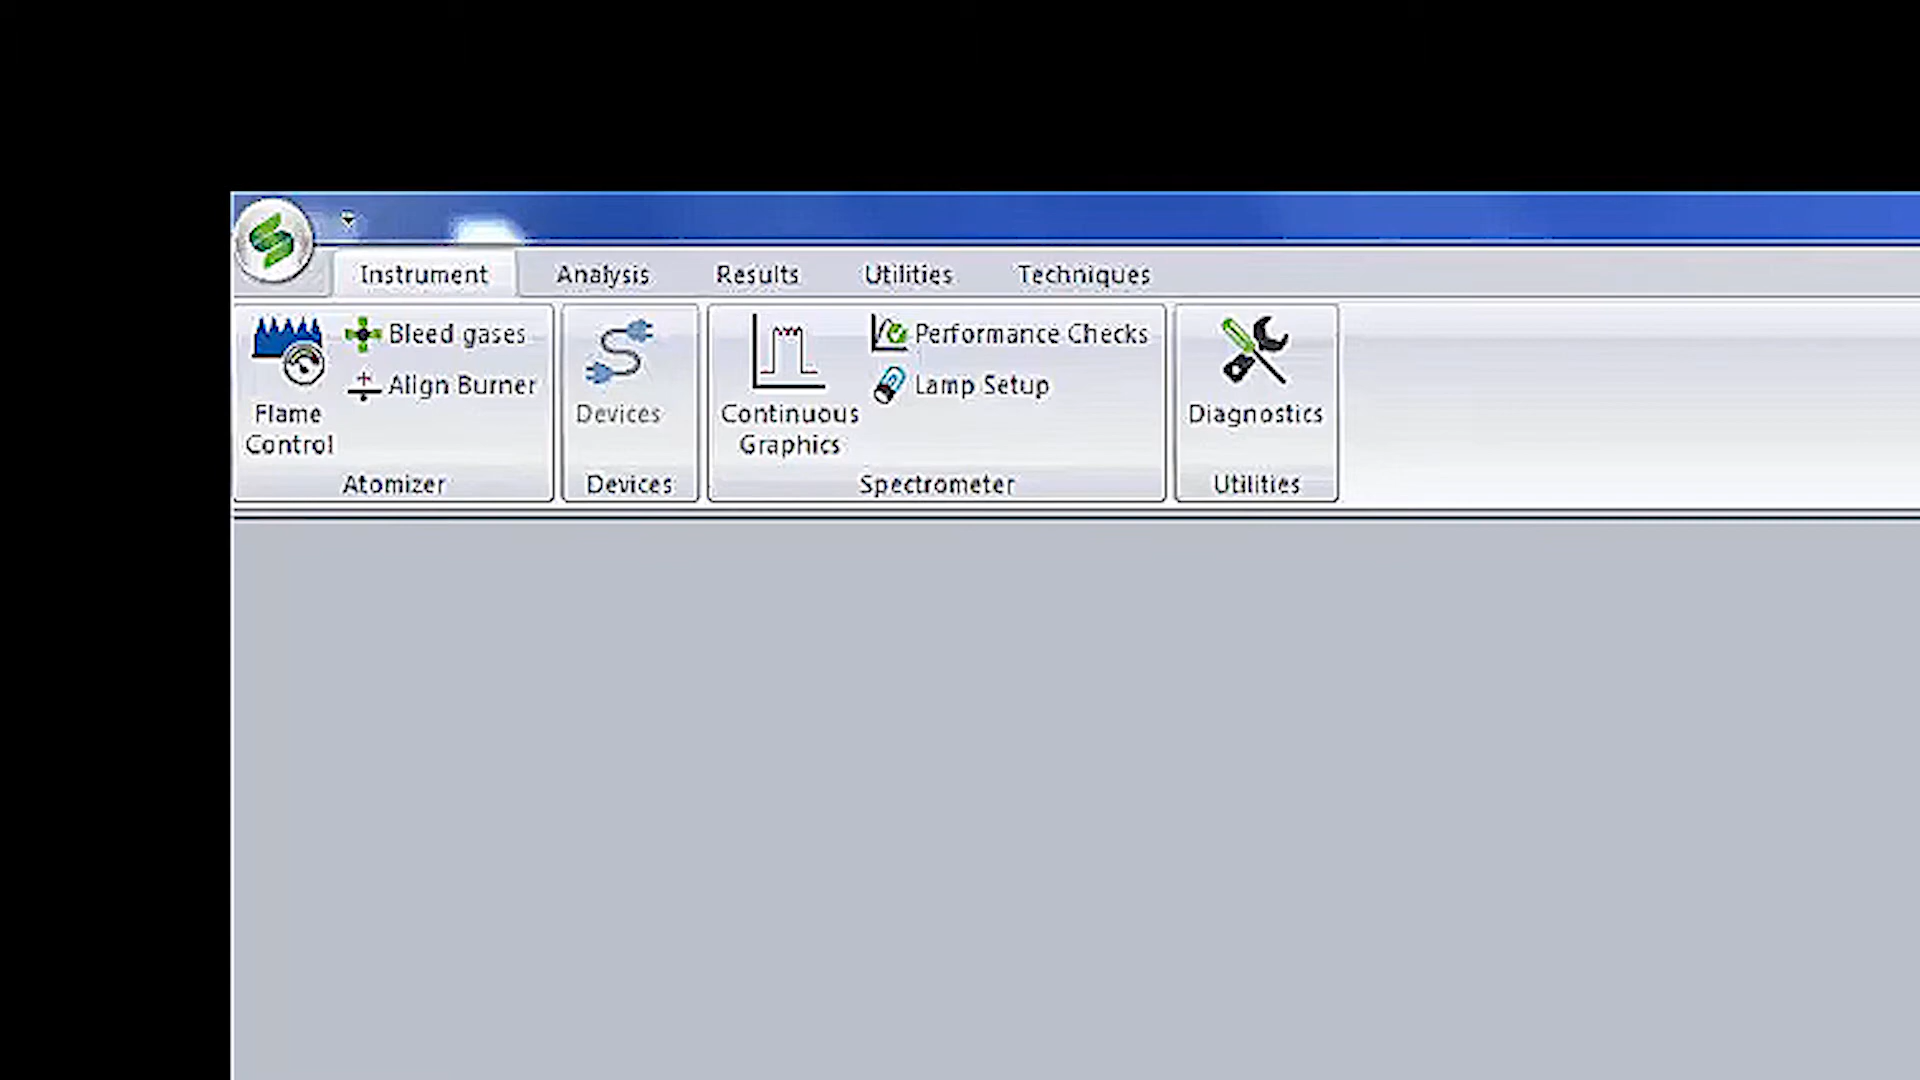 Instrument Analysis Results Utilities Techniques
Bleed gases
Align Burner
Flame
Control
Atomizer
Devices
Devices
Continuous
Graphics
Performance Checks
Lamp Setup
Spectrometer
Diagnostics
Utilities